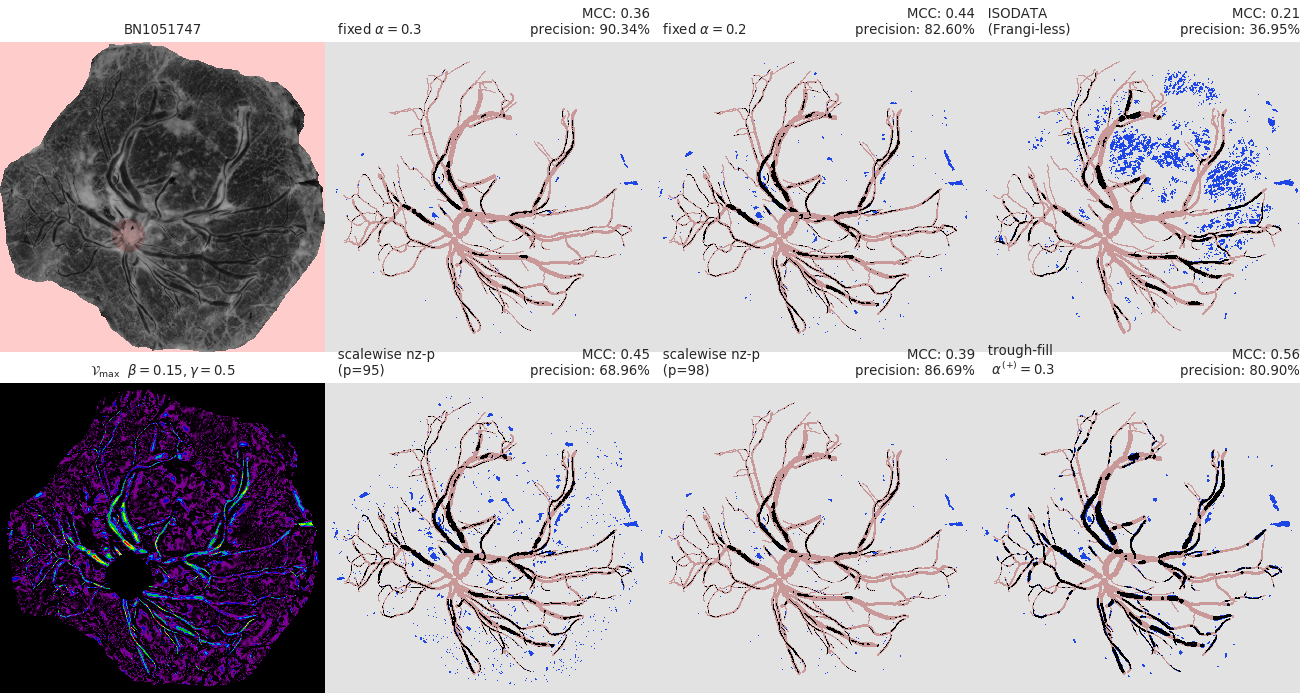 BN1051747
fixed α = 0.3
MCC: 0.36
precision: 90.34%
fixed α = 0.2
MCC: 0.44
precision: 82.60%
ISODATA
(Frangi-less)
MCC: 0.21
precision: 36.95%
𝒱max β = 0.15, γ = 0.5
scalewise nz-p
(p=95)
MCC: 0.45
precision: 68.96%
scalewise nz-p
(p=98)
MCC: 0.39
precision: 86.69%
trough-fill
α(+) = 0.3
MCC: 0.56
precision: 80.90%